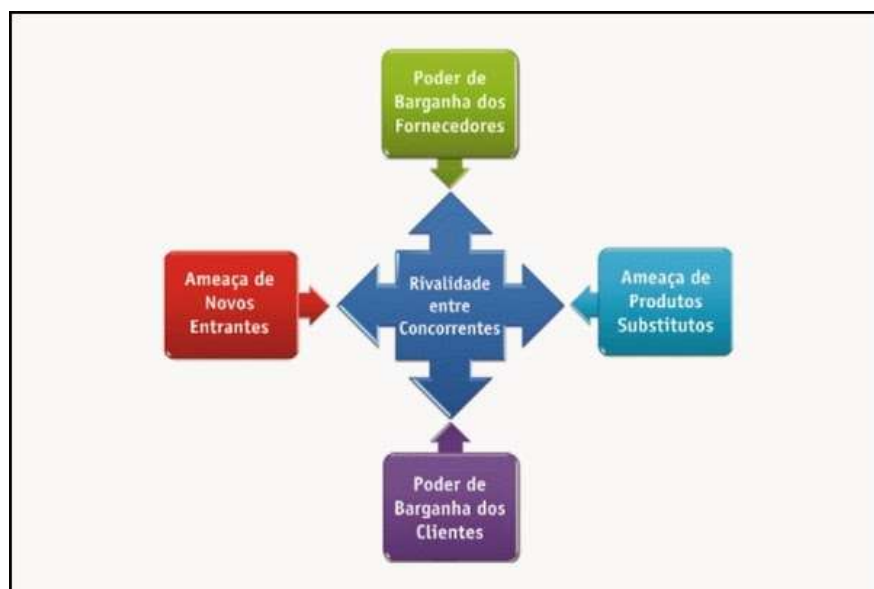 Poder de
Barganha dos
Fornecedores
Ameaça de
Novos
Entrantes
Rivalidade
entre
Concorrentes
Ameaça de
Produtos
Substitutos
Poder de
Barganha dos
Clientes